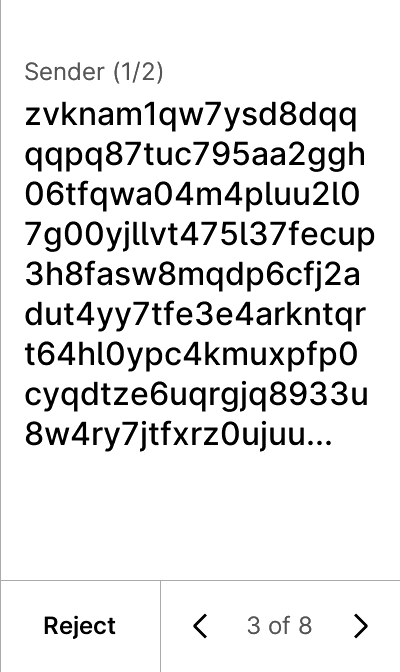 Sender (1/2)
zvknam1qw7ysd8dqq
qqpq87tuc795aa2ggh
06tfqwa04m4pluu2l0
7g00yjllvt475l37fecup
3h8fasw8mqdp6cfj2a
dut4yy7tfe3e4arkntqr
t64hl0ypc4kmuxpfp0
cyqdtze6uqrgjq8933u
8w4ry7jtfxrz0ujuu...
Reject
3 of 8